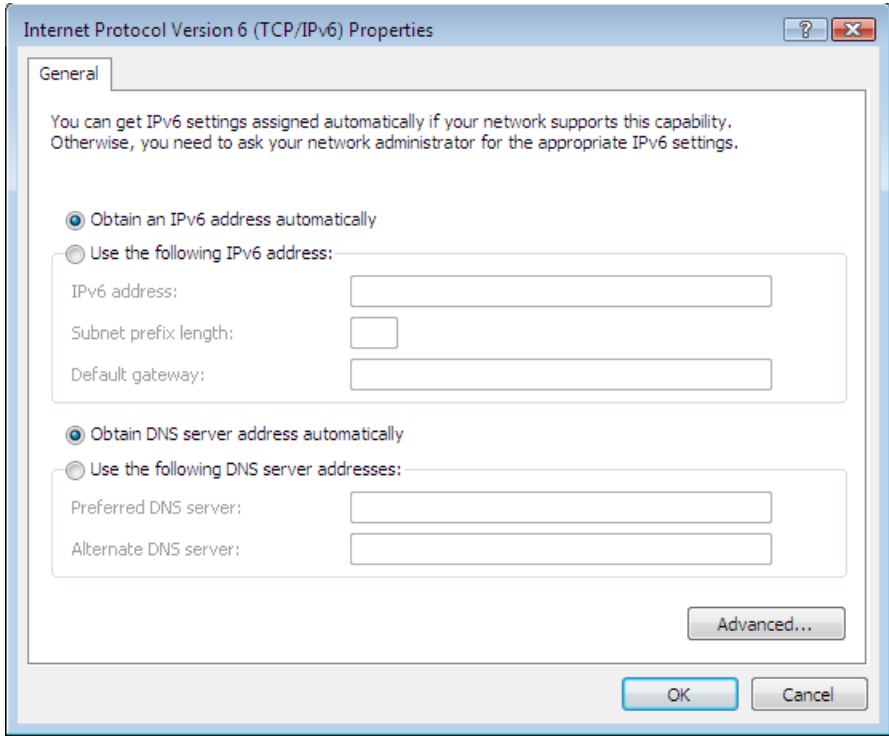 Internet Protocol Version 6 (TCP/IPv6) Properties
?
General
You can get IPv6 settings assigned automatically if your network supports this capability.
Otherwise, you need to ask your network administrator for the appropriate IPv6 settings.
Obtain an IPv6 address automatically
Use the following IPv6 address:
IPv6 address:
Subnet prefix length:
Default gateway:
Obtain DNS server address automatically
Use the following DNS server addresses:
Preferred DNS server:
Alternate DNS server:
Advanced...
OK Cancel